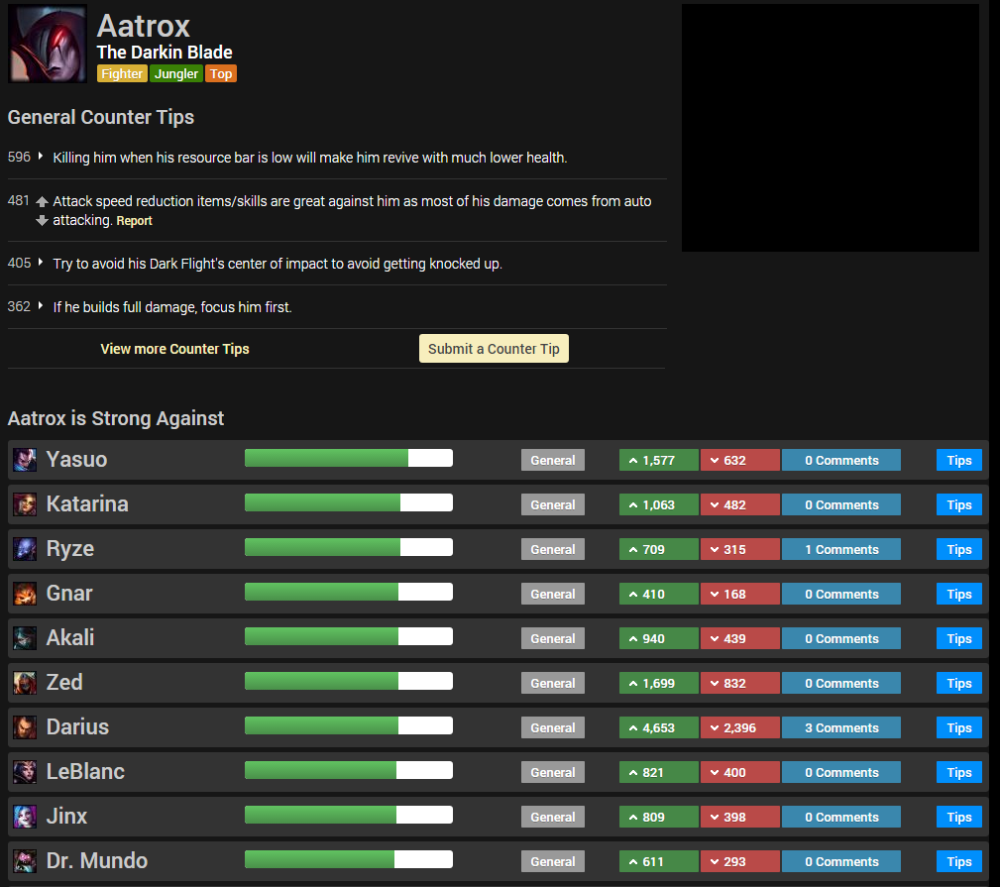 Aatrox
The Darkin Blade
Fighter Jungler Top
General Counter Tips
596 Killing him when his resource bar is low will make him revive with much lower health.
481 Attack speed reduction items/skills are great against him as most of his damage comes from auto
attacking. Report
405 Try to avoid his Dark Flight's center of impact to avoid getting knocked up.
362 If he builds full damage, focus him first.
View more Counter Tips Submit a Counter Tip
Aatrox is Strong Against
Yasuo General 1,577 632 0 Comments Tips
Katarina General 1,063 482 0 Comments Tips
Ryze General 709 315 1 Comments Tips
Gnar General 410 168 0 Comments Tips
Akali General 940 439 0 Comments Tips
Zed General 1,699 832 0 Comments Tips
Darius General 4,653 2,396 3 Comments Tips
LeBlanc General 821 400 0 Comments Tips
Jinx General 809 398 0 Comments Tips
Dr. Mundo General 611 293 0 Comments Tips